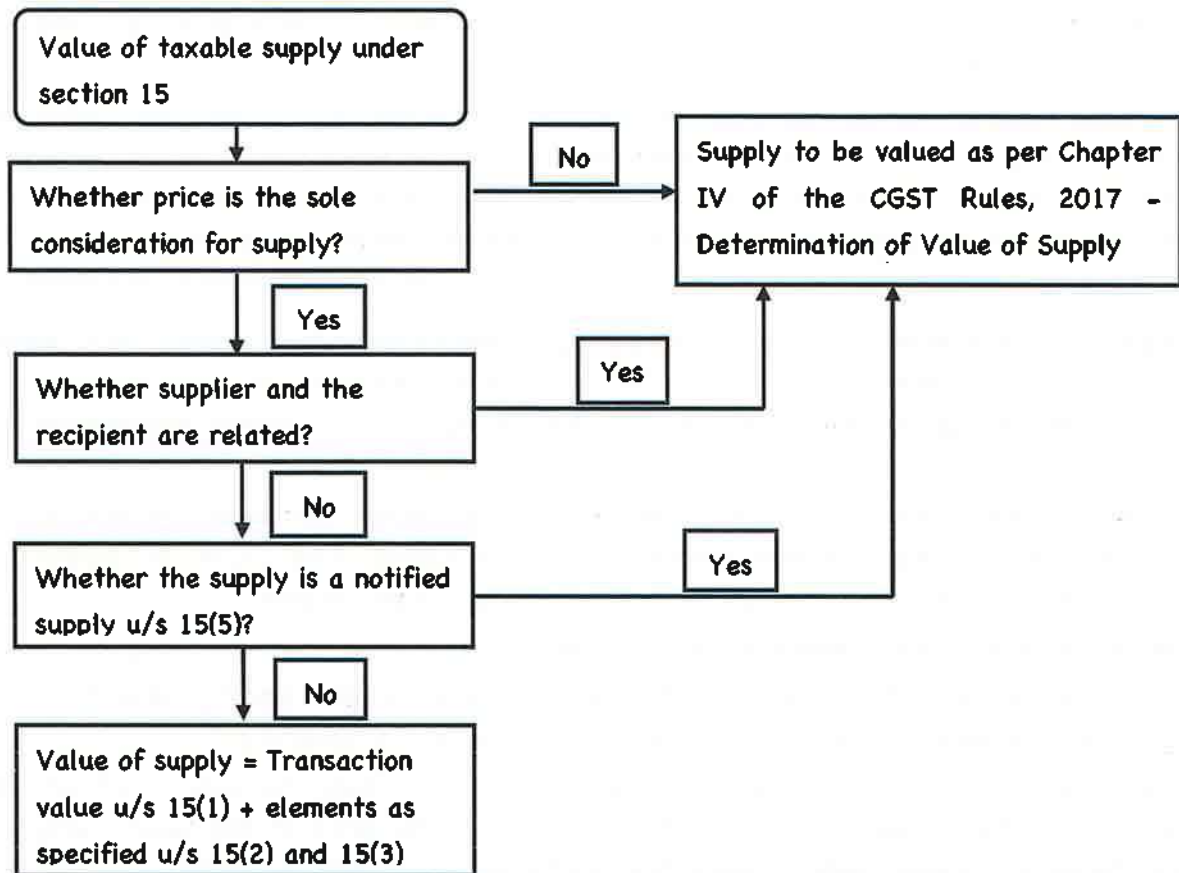 Value of taxable supply under
section 15
No
Supply to be valued as per Chapter
IV of the CGST Rules, 2017 -
Determination of Value of Supply
Whether price is the sole
consideration for supply?
Yes
Whether supplier and the
recipient are related?
Yes
No
Whether the supply is a notified
supply u/s 15(5)?
Yes
No
Value of supply = Transaction
value u/s 15(1) + elements as
specified u/s 15(2) and 15(3)